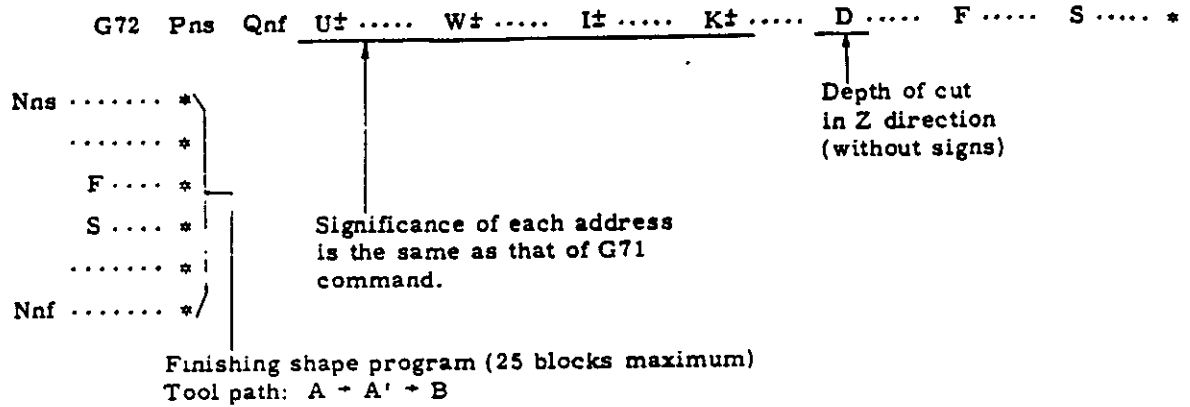 G72 Pns Qnf U± ..... W± ..... I± ..... K± ..... D ..... F ..... S ..... *
Nns ....... *
....... *
F .... *
S .... *
....... *
Nnf ....... *
Depth of cut
in Z direction
(without signs)
Significance of each address
is the same as that of G71
command.
Finishing shape program (25 blocks maximum)
Tool path: A → A' → B